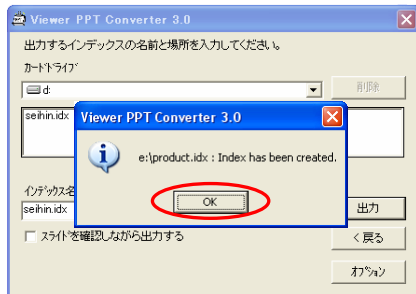 Viewer PPT Converter 3.0
出力するインデックスの名前と場所を入力してください。
カードドライブ
d:
削除
seihin.idx
Viewer PPT Converter 3.0
e:\product.idx : Index has been created.
OK
インデックス名
seihin.idx
出力
スライドを確認しながら出力する
< 戻る
オプション